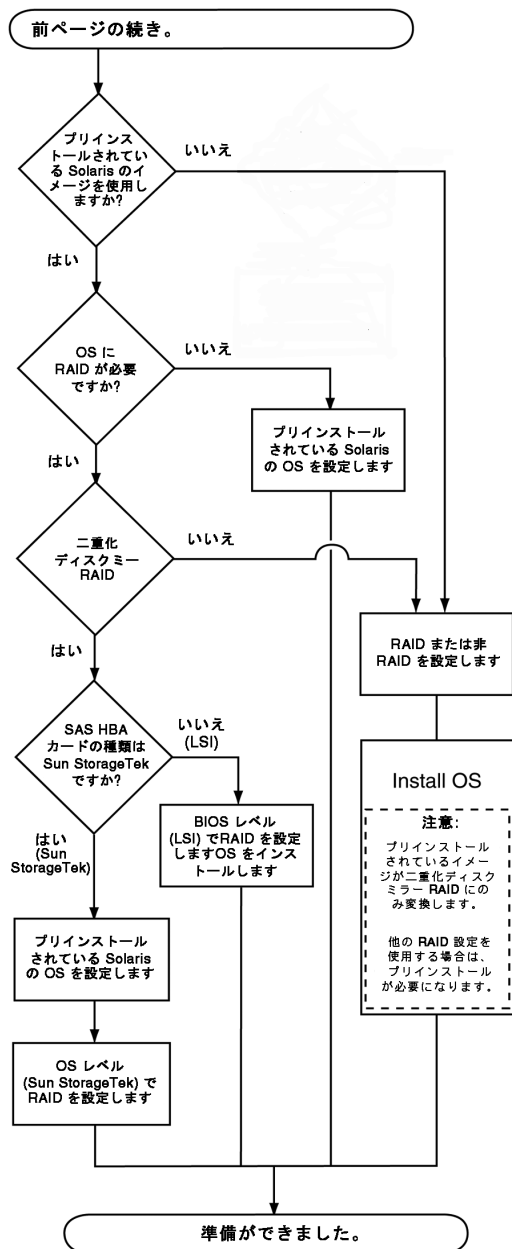 前ページの続き。
プリインス
トールされてい
る Solaris のイ
メージを使用し
ますか?
いいえ
はい
OS に
RAID が必要
ですか?
いいえ
プリインストール
されている Solaris
の OS を設定します
はい
二重化
ディスクミー
RAID
いいえ
RAID または非
RAID を設定します
はい
SAS HBA
カードの種類は
Sun StorageTek
ですか?
いいえ
(LSI)
BIOS レベル
(LSI) でRAID を設定
しますOS をインス
トールします
はい
(Sun
StorageTek)
Install OS
注意:
プリインストール
されているイメー
ジが二重化ディスク
ミラー RAID にの
み変換します。
他の RAID 設定を
使用する場合は、
プリインストール
が必要になります。
プリインストール
されている Solaris
の OS を設定します
OS レベル
(Sun StorageTek) で
RAID を設定します
準備ができました。